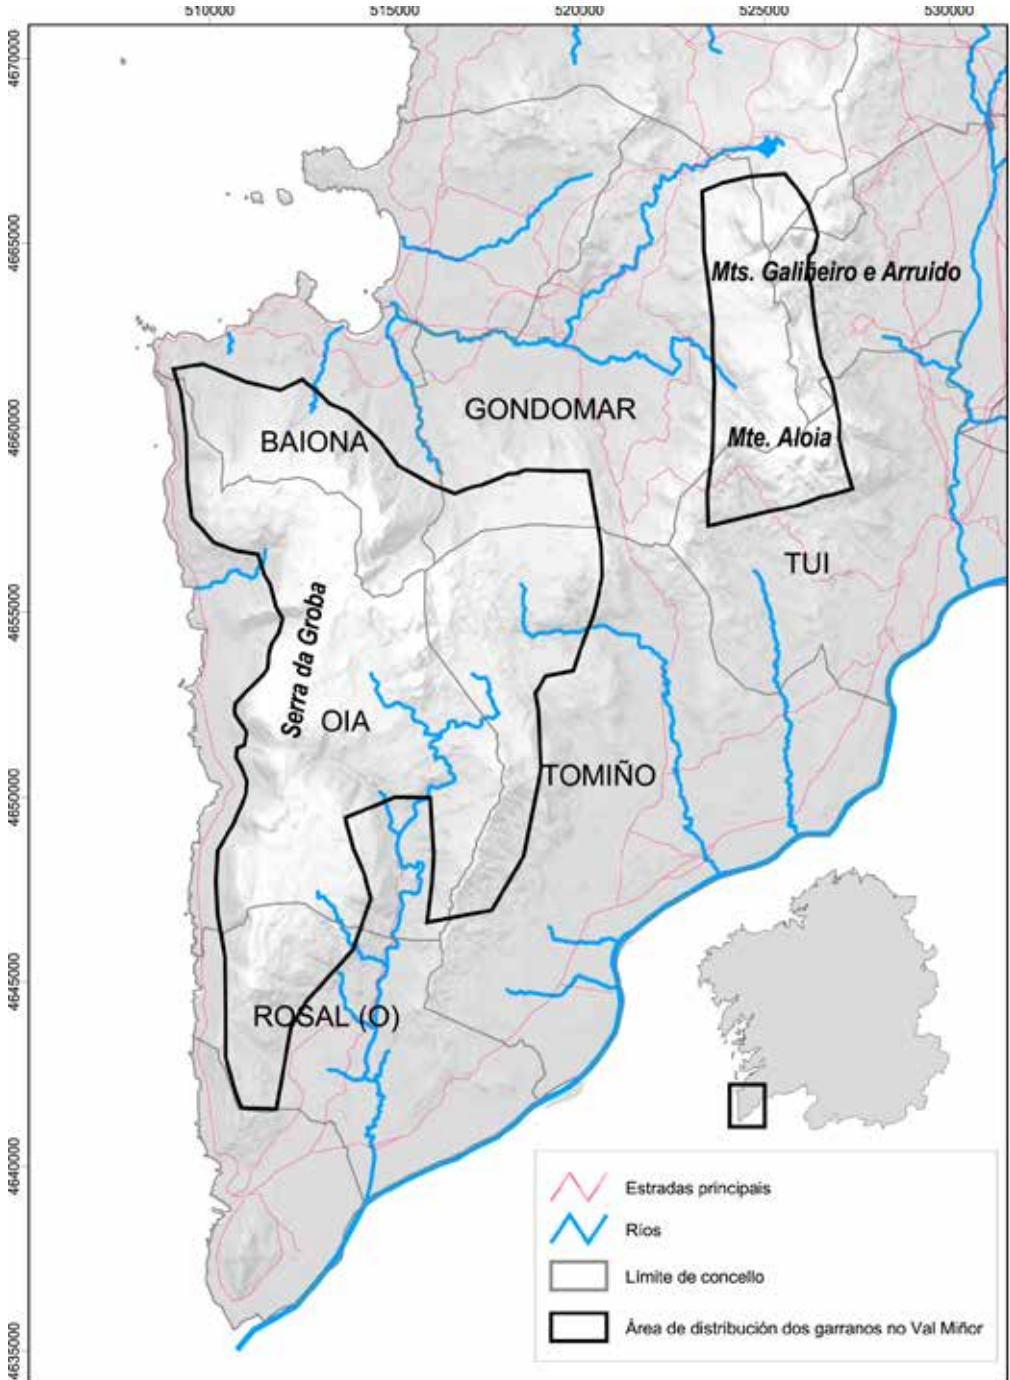 510000
515000
520000
525000
530000
4670000
4665000
4660000
4655000
4650000
4645000
4640000
4635000
Mts. Galiñeiro e Arruido
GONDOMAR
BAIONA
Mte. Aloia
TUI
Serra da Groba
OIA
TOMIÑO
ROSAL (O)
Estradas principais
Ríos
Límite de concello
Área de distribución dos garranos no Val Miñor